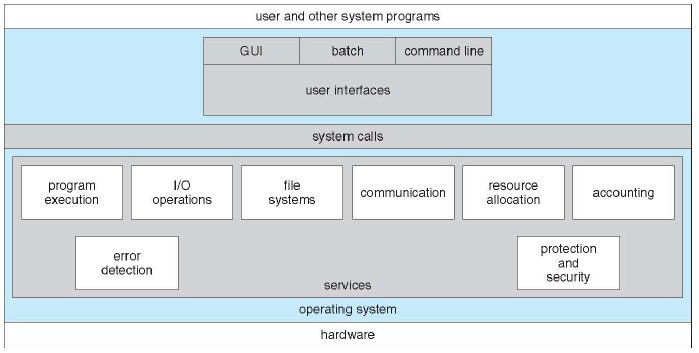 user and other system programs
GUI
batch
command line
user interfaces
system calls
program
execution
I/O
operations
file
systems
communication
resource
allocation
accounting
error
detection
protection
and
security
services
operating system
hardware